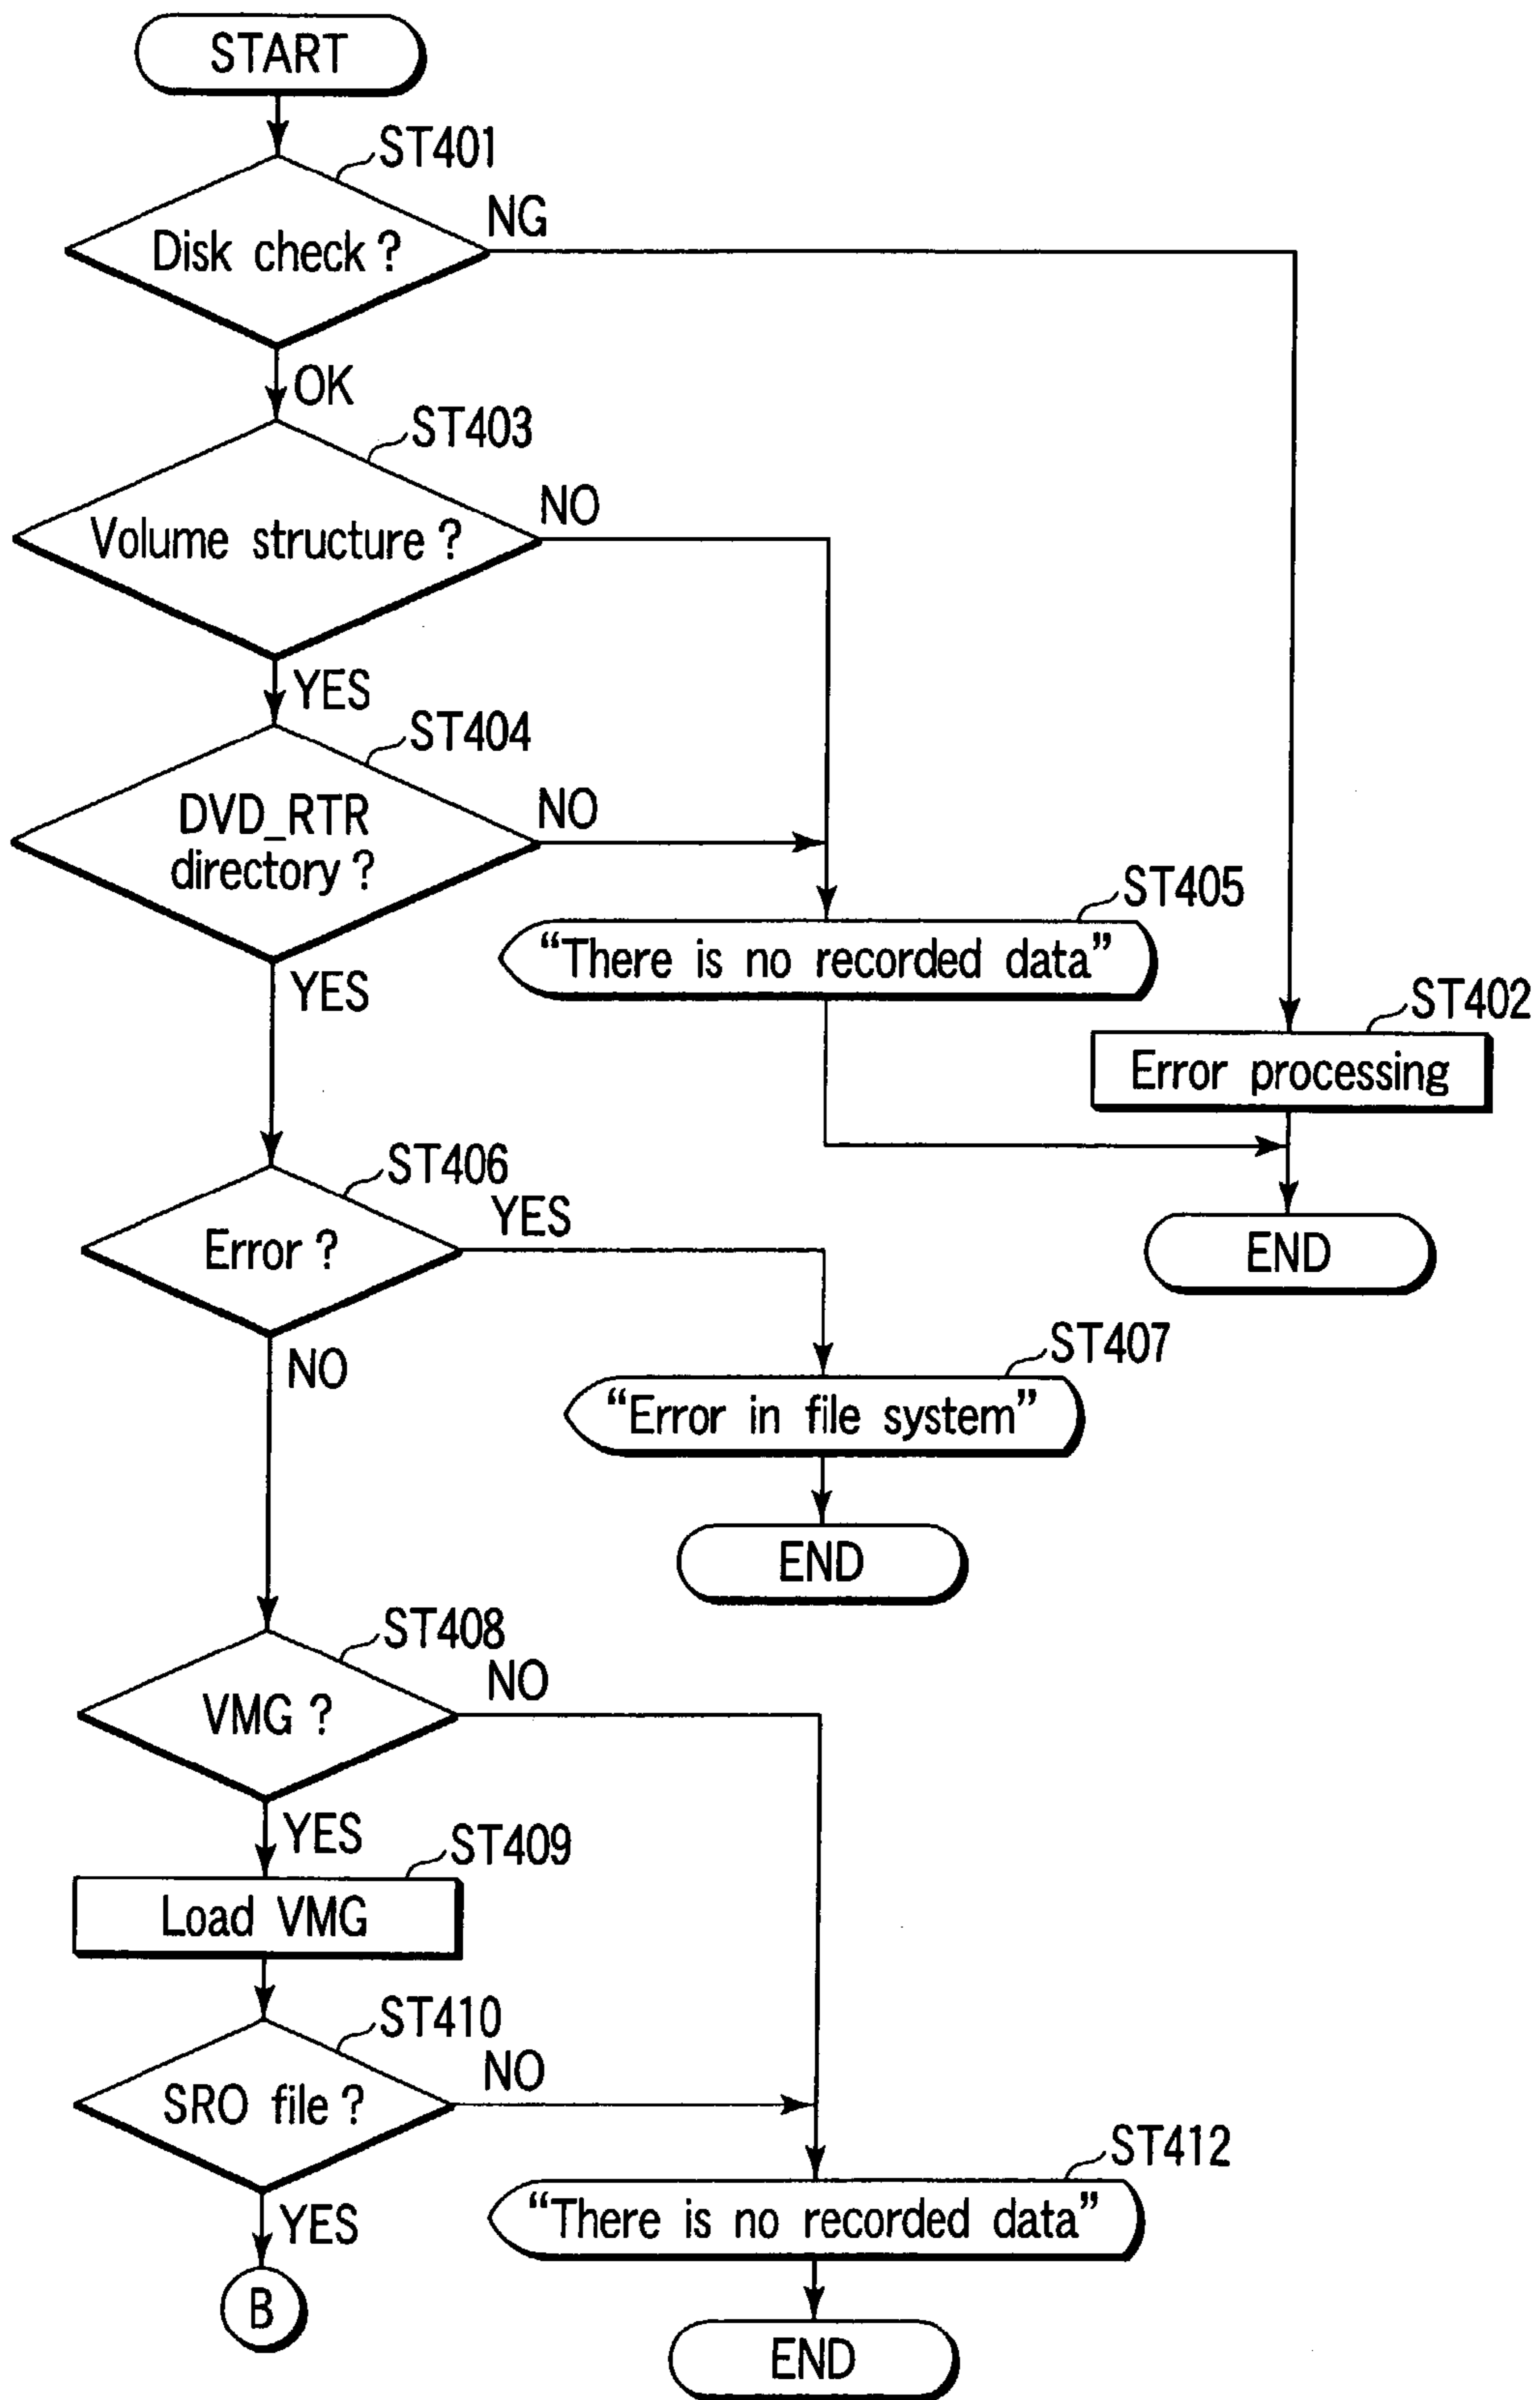 START
ST401
NG
Disk check ?
OK
ST403
NO
Volume structure ?
YES
ST404
NO
DVD_RTR
directory ?
ST405
“There is no recorded data”
YES
ST402
Error processing
ST406
YES
Error ?
END
NO
ST407
“Error in file system”
END
ST408
NO
VMG ?
YES
ST409
Load VMG
ST410
NO
SRO file ?
ST412
“There is no recorded data”
YES
B
END